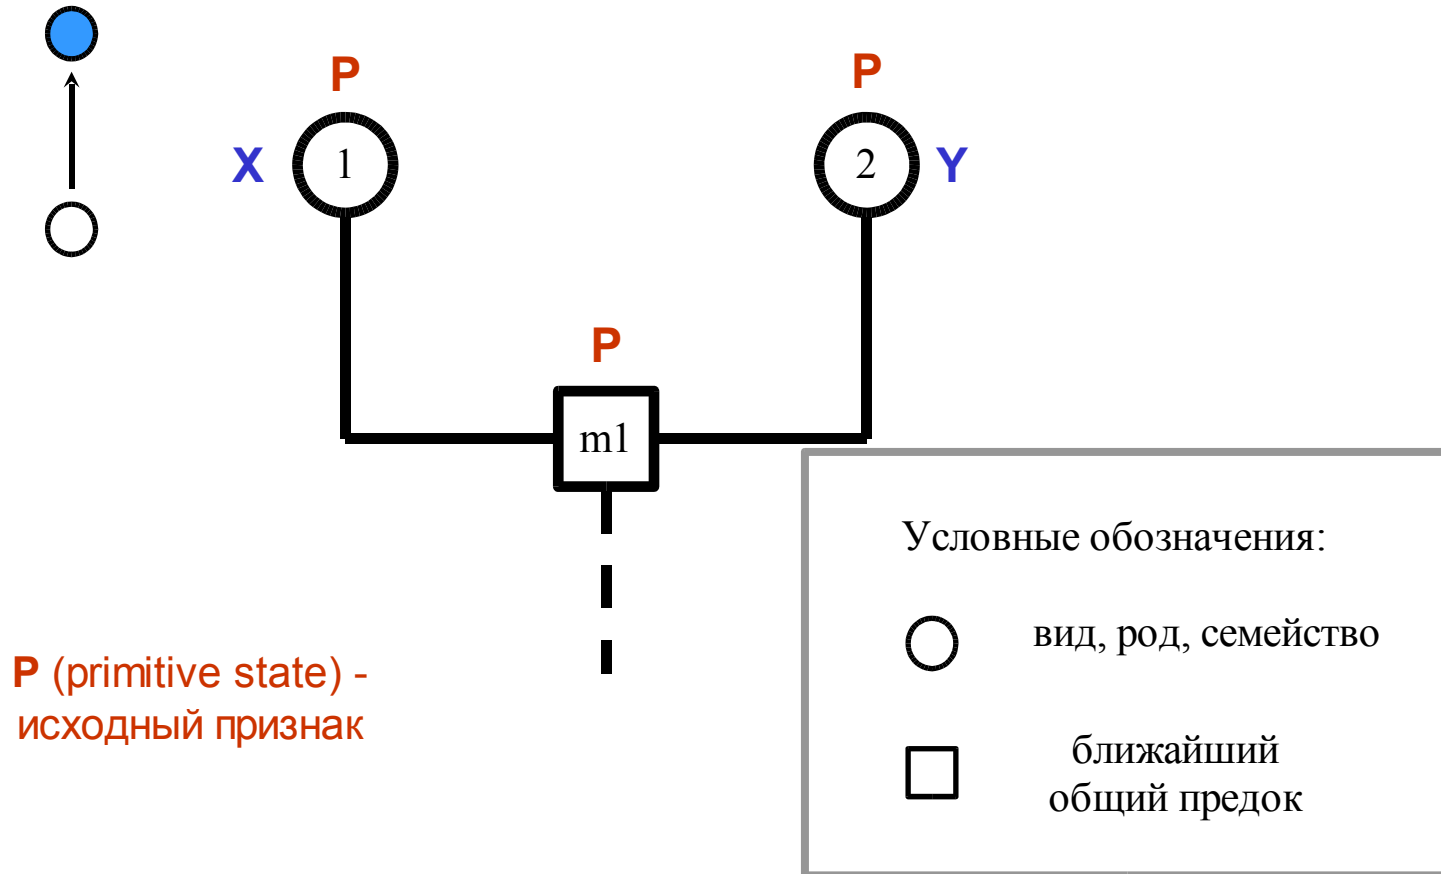 P
P
X
1
2
Y
P
m1
Условные обозначения:
вид, род, семейство
P (primitive state) -
исходный признак
ближайший
общий предок